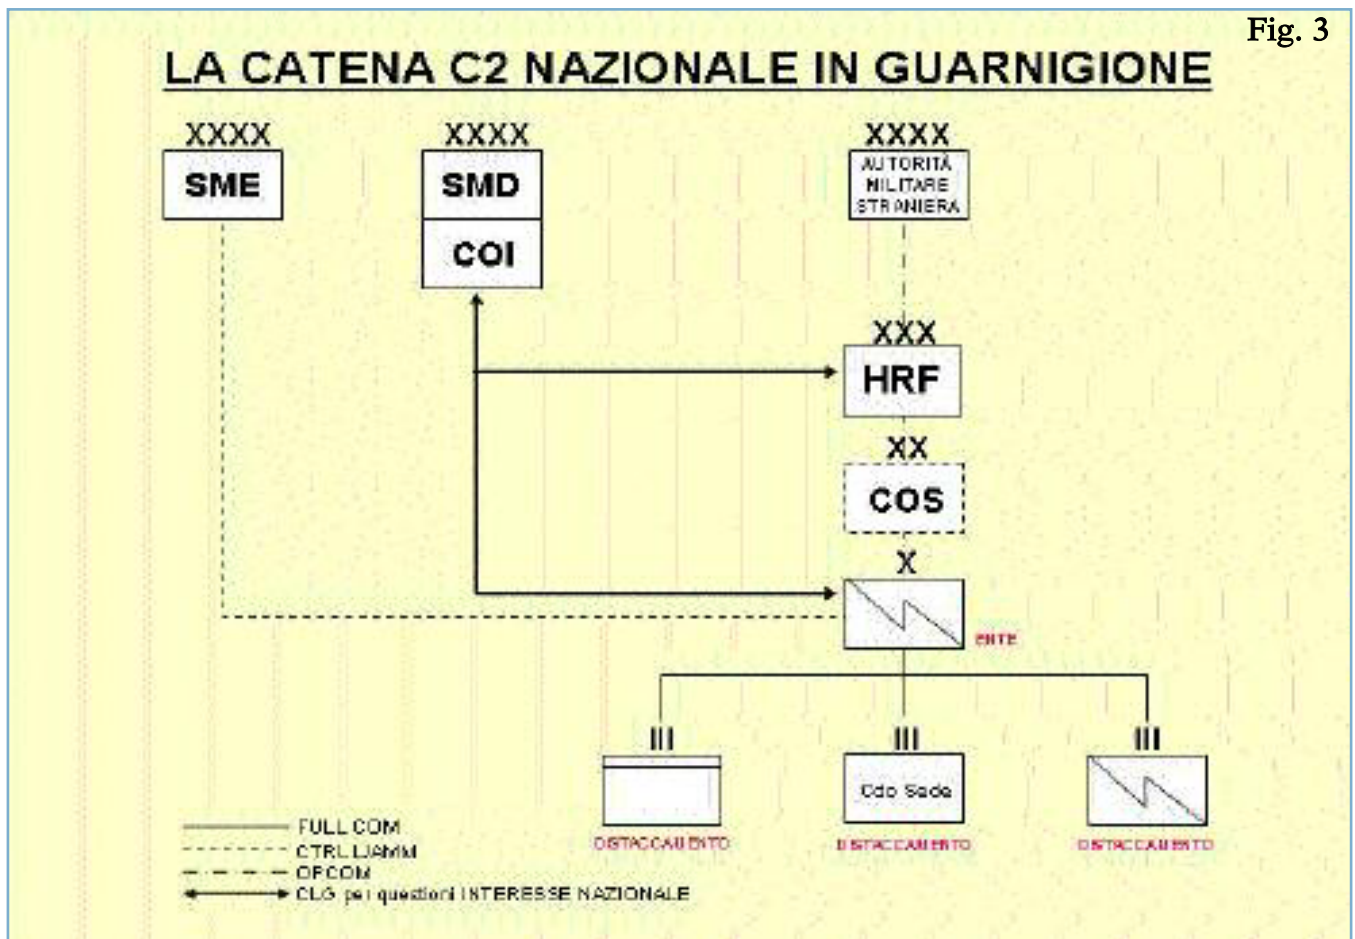 Fig. 3
LA CATENA C2 NAZIONALE IN GUARNIGIONE
XXXX
SME
XXXX
SMD
COI
XXXX
AUTORITÀ
MILITARE
STRANIERA
XXX
HRF
XX
COS
X
ENTE
III
DISTACCAMENTO
III
Cdo Sede
DISTACCAMENTO
III
DISTACCAMENTO
FULL COM
CTRL
OPCOM
CLG per questioni INTERESSE NAZIONALE